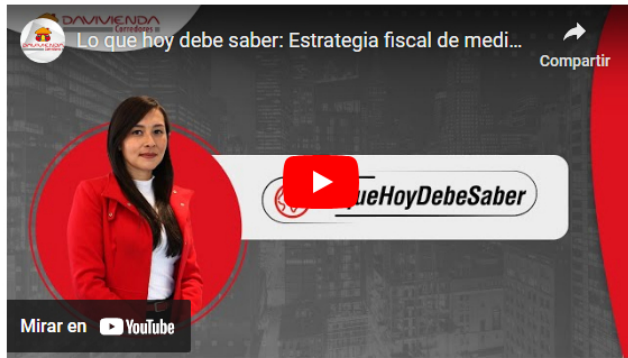 DAVIVIENDA
Corredores
Lo que hoy debe saber: Estrategia fiscal de medi...
Compartir
queHoyDebeSaber
Mirar en YouTube